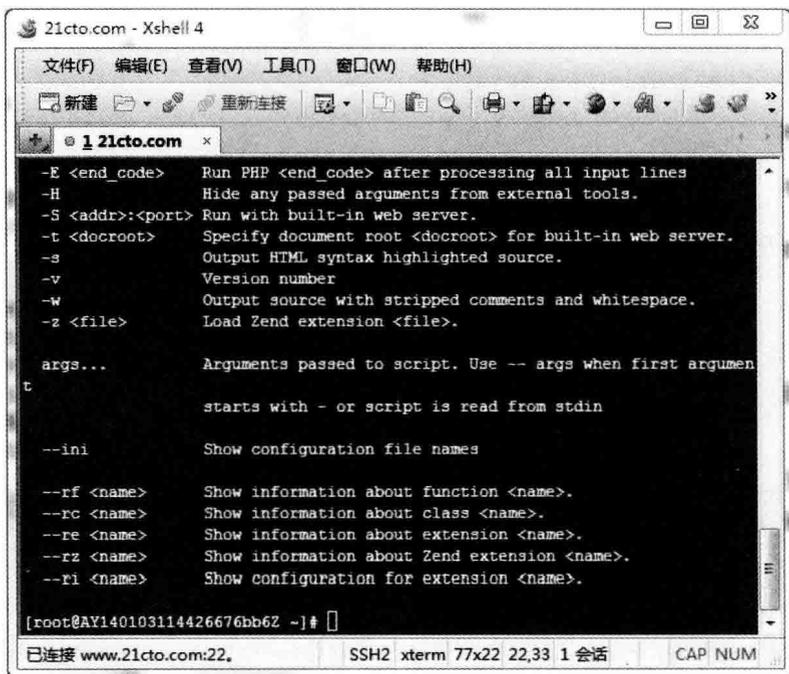 21cto.com - Xshell 4
文件(F) 编辑(E) 查看(V) 工具(T) 窗口(W) 帮助(H)
新建 重新连接
1 21cto.com ×
-E <end_code> Run PHP <end_code> after processing all input lines
-H Hide any passed arguments from external tools.
-S <addr>:<port> Run with built-in web server.
-t <docroot> Specify document root <docroot> for built-in web server.
-s Output HTML syntax highlighted source.
-v Version number
-w Output source with stripped comments and whitespace.
-z <file> Load Zend extension <file>.
args... Arguments passed to script. Use -- args when first argumen
t
starts with - or script is read from stdin
--ini Show configuration file names
--rf <name> Show information about function <name>.
--rc <name> Show information about class <name>.
--re <name> Show information about extension <name>.
--rz <name> Show information about Zend extension <name>.
--ri <name> Show configuration for extension <name>.
[root@AY140103114426676bb6Z ~]#
已连接 www.21cto.com:22。 SSH2 xterm 77x22 22,33 1 会话 CAP NUM